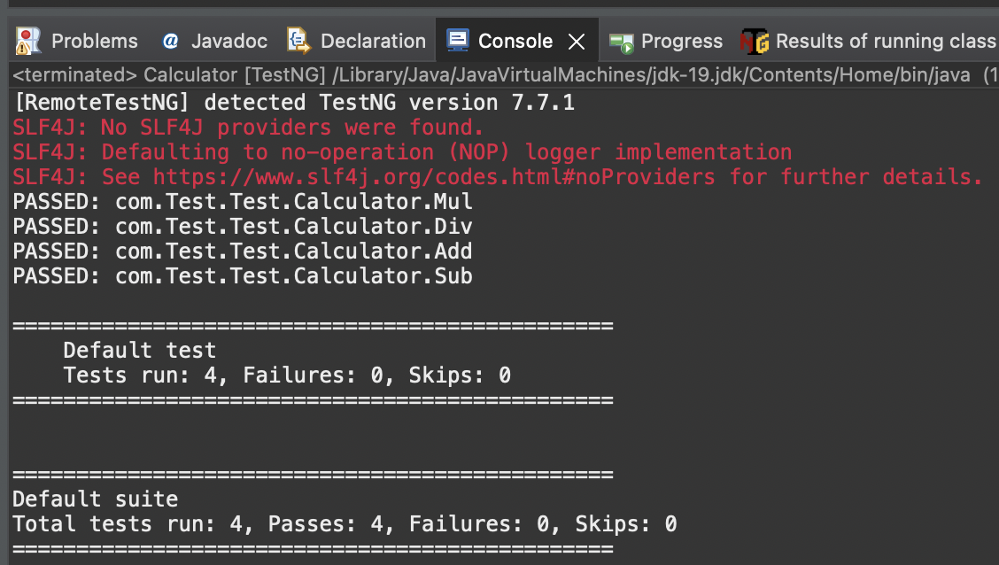 Problems @ Javadoc Declaration Console Progress Results of running class
<terminated> Calculator [TestNG] /Library/Java/JavaVirtualMachines/jdk-19.jdk/Contents/Home/bin/java (1
[RemoteTestNG] detected TestNG version 7.7.1
SLF4J: No SLF4J providers were found.
SLF4J: Defaulting to no-operation (NOP) logger implementation
SLF4J: See https://www.slf4j.org/codes.html#noProviders for further details.
PASSED: com.Test.Test.Calculator.Mul
PASSED: com.Test.Test.Calculator.Div
PASSED: com.Test.Test.Calculator.Add
PASSED: com.Test.Test.Calculator.Sub
===============================================
Default test
Tests run: 4, Failures: 0, Skips: 0
===============================================
===============================================
Default suite
Total tests run: 4, Passes: 4, Failures: 0, Skips: 0
===============================================